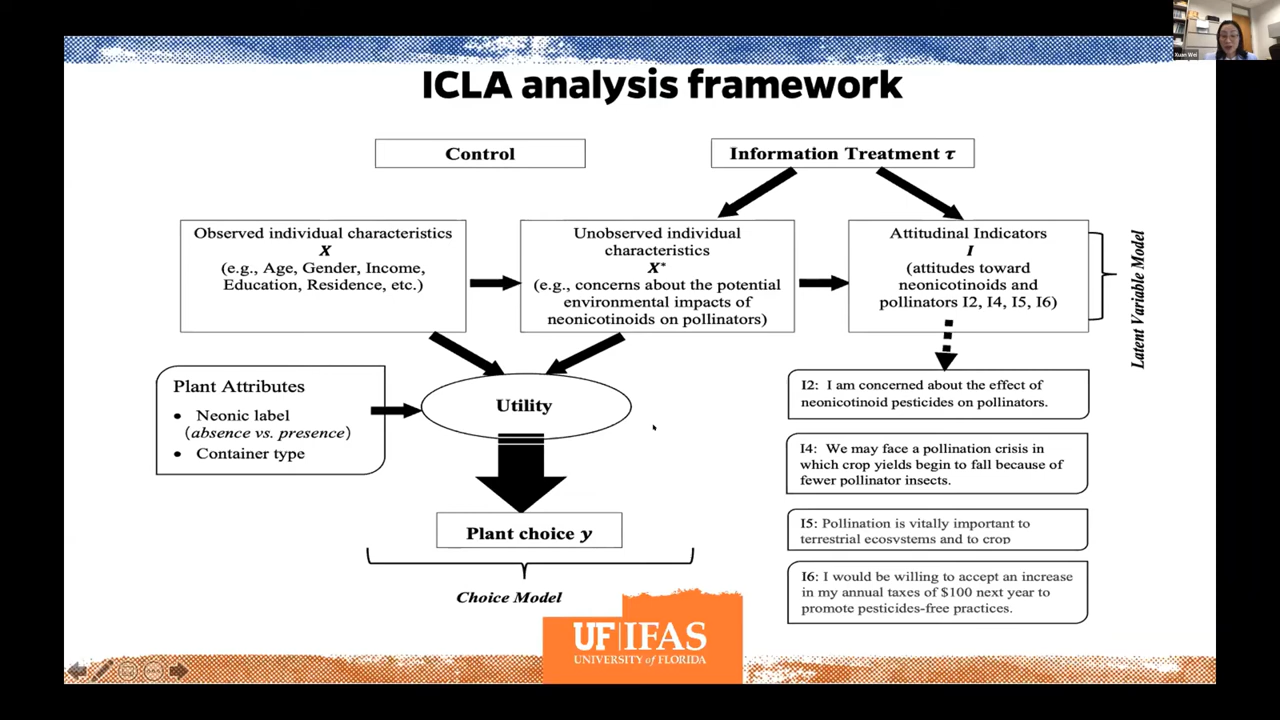 Xuan Wei
ICLA analysis framework
Control
Information Treatment τ
Observed individual characteristics
X
(e.g., Age, Gender, Income,
Education, Residence, etc.)
Unobserved individual
characteristics
X*
(e.g., concerns about the potential
environmental impacts of
neonicotinoids on pollinators)
Attitudinal Indicators
I
(attitudes toward
neonicotinoids and
pollinators I2, I4, I5, I6)
Latent Variable Model
Plant Attributes
• Neonic label
(absence vs. presence)
• Container type
Utility
Plant choice y
Choice Model
I2: I am concerned about the effect of
neonicotinoid pesticides on pollinators.
I4: We may face a pollination crisis in
which crop yields begin to fall because of
fewer pollinator insects.
I5: Pollination is vitally important to
terrestrial ecosystems and to crop
I6: I would be willing to accept an increase
in my annual taxes of $100 next year to
promote pesticides-free practices.
UF|IFAS
UNIVERSITY of FLORIDA